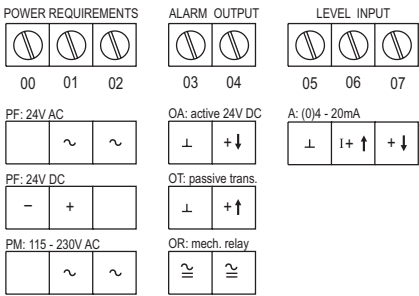 POWER REQUIREMENTS ALARM OUTPUT LEVEL INPUT
00 01 02 03 04 05 06 07
PF: 24V AC OA: active 24V DC A: (0)4 - 20mA
~ ~ ⊥ +↓ ⊥ I+ ↑ +↓
PF: 24V DC OT: passive trans.
− + ⊥ +↑
PM: 115 - 230V AC OR: mech. relay
~ ~ ≅ ≅